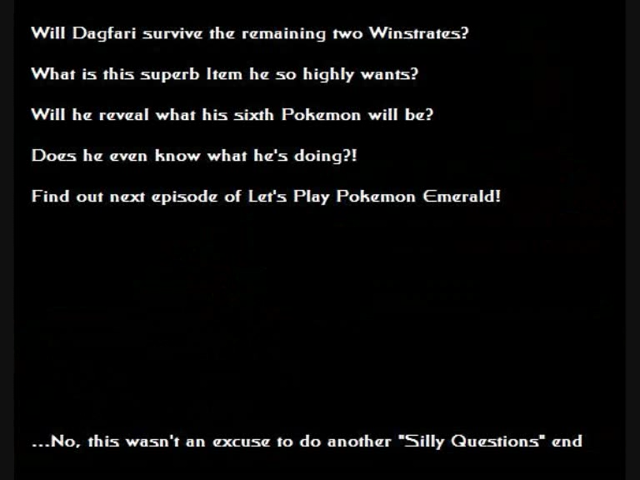 Will Dagfari survive the remaining two Winstrates?
What is this superb Item he so highly wants?
Will he reveal what his sixth Pokemon will be?
Does he even know what he's doing?!
Find out next episode of Let's Play Pokemon Emerald!
...No, this wasn't an excuse to do another "Silly Questions" end